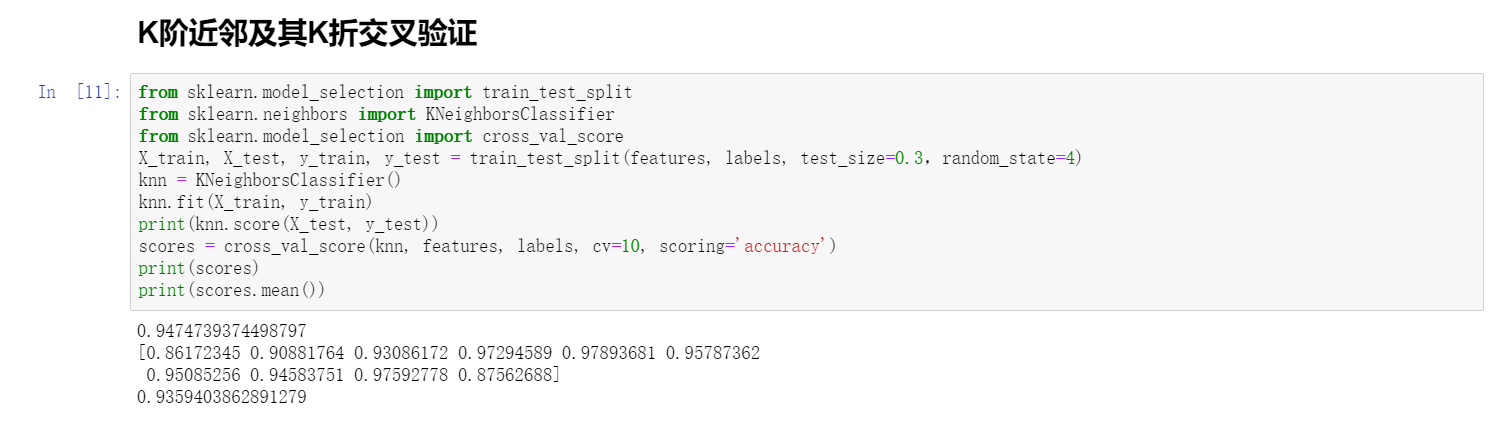 K阶近邻及其K折交叉验证
In [11]:
from sklearn.model_selection import train_test_split
from sklearn.neighbors import KNeighborsClassifier
from sklearn.model_selection import cross_val_score
X_train, X_test, y_train, y_test = train_test_split(features, labels, test_size=0.3, random_state=4)
knn = KNeighborsClassifier()
knn.fit(X_train, y_train)
print(knn.score(X_test, y_test))
scores = cross_val_score(knn, features, labels, cv=10, scoring='accuracy')
print(scores)
print(scores.mean())
0.9474739374498797
[0.86172345 0.90881764 0.93086172 0.97294589 0.97893681 0.95787362
0.95085256 0.94583751 0.97592778 0.87562688]
0.9359403862891279